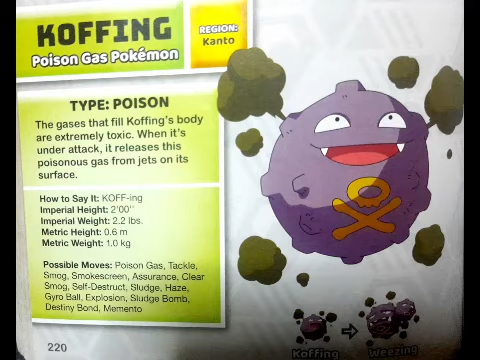 KOFFING
Poison Gas Pokémon
REGION:
Kanto
TYPE: POISON
The gases that fill Koffing's body
are extremely toxic. When it's
under attack, it releases this
poisonous gas from jets on its
surface.
How to Say It: KOFF-ing
Imperial Height: 2'00"
Imperial Weight: 2.2 lbs.
Metric Height: 0.6 m
Metric Weight: 1.0 kg
Possible Moves: Poison Gas, Tackle,
Smog, Smokescreen, Assurance, Clear
Smog, Self-Destruct, Sludge, Haze,
Gyro Ball, Explosion, Sludge Bomb,
Destiny Bond, Memento
Koffing
Weezing
220